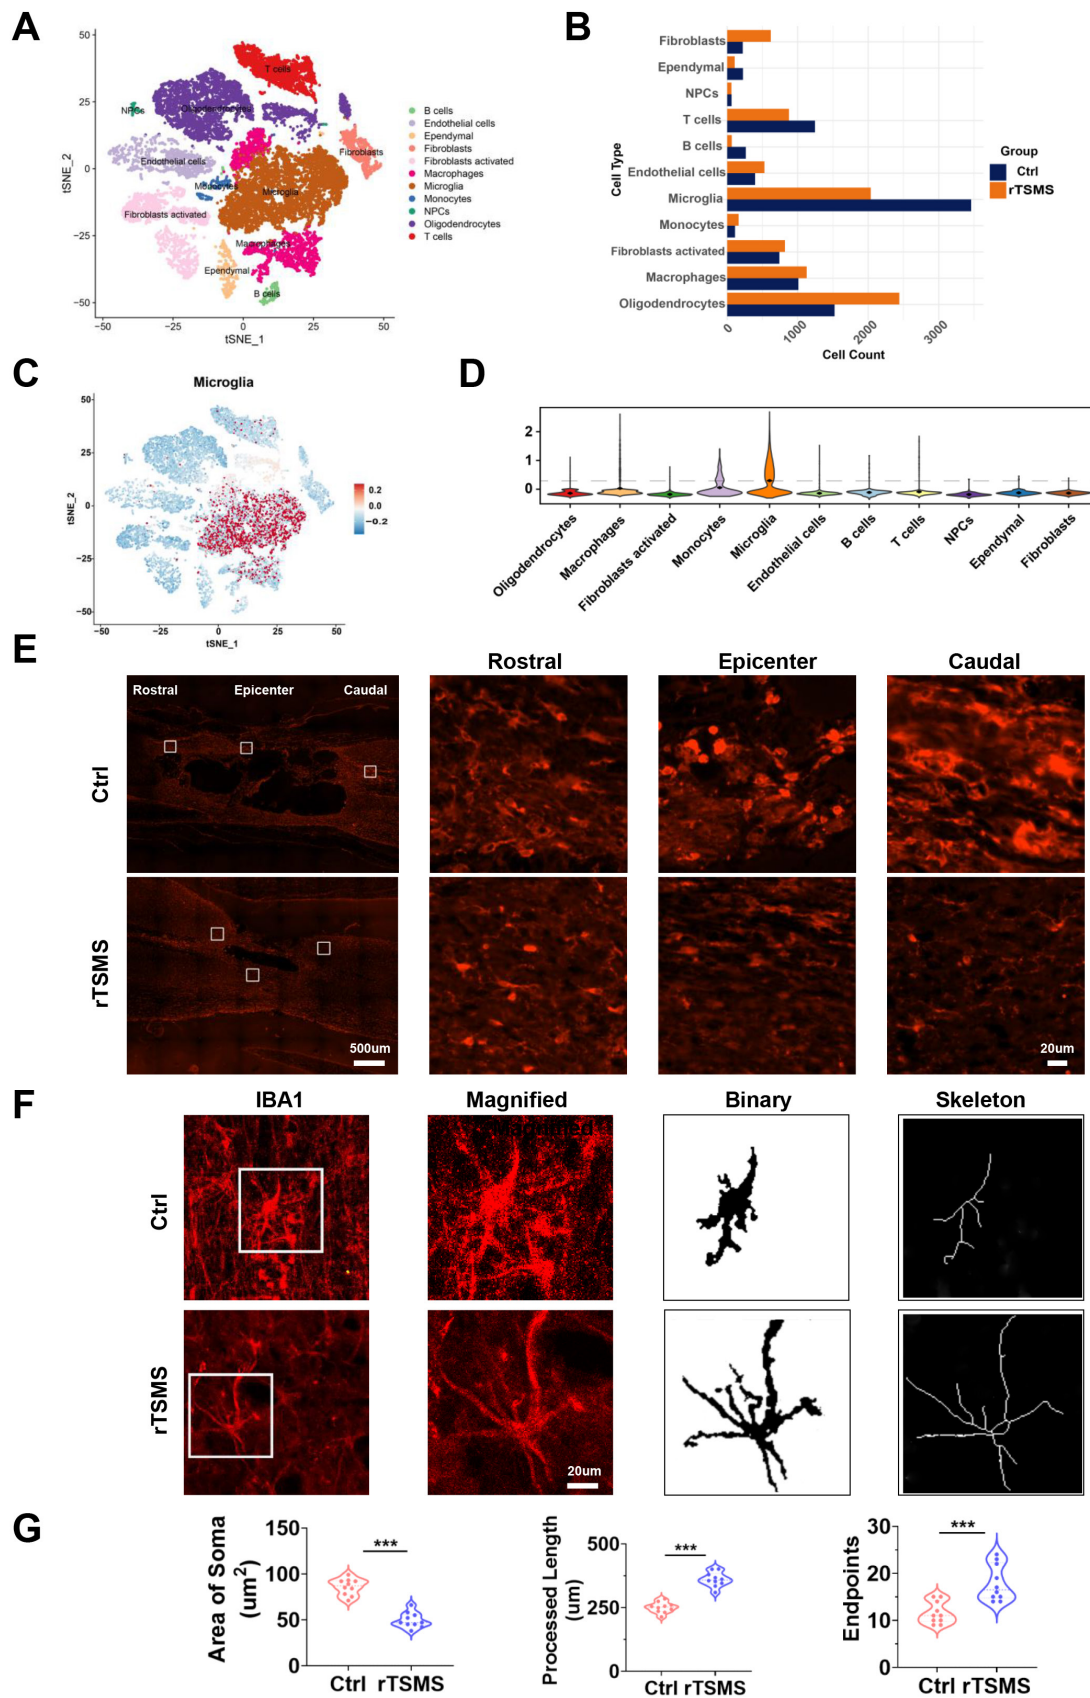 A
50
25
0
−25
−50
tSNE_2
−50
−25
0
25
50
tSNE_1
T cells
NPCs
Oligodendrocytes
Endothelial cells
Fibroblasts
Monocytes
Microglia
Fibroblasts activated
Macrophages
Ependymal
B cells
B cells
Endothelial cells
Ependymal
Fibroblasts
Fibroblasts activated
Macrophages
Microglia
Monocytes
NPCs
Oligodendrocytes
T cells
B
Cell Type
Fibroblasts
Ependymal
NPCs
T cells
B cells
Endothelial cells
Microglia
Monocytes
Fibroblasts activated
Macrophages
Oligodendrocytes
0
1000
2000
3000
Cell Count
Group
Ctrl
rTSMS
C
Microglia
50
25
0
−25
−50
tSNE_2
−50
−25
0
25
50
tSNE_1
0.2
0
−0.2
D
2
1
0
Oligodendrocytes
Macrophages
Fibroblasts activated
Monocytes
Microglia
Endothelial cells
B cells
T cells
NPCs
Ependymal
Fibroblasts
E
Rostral
Epicenter
Caudal
Rostral Epicenter Caudal
Ctrl
rTSMS
500um
20um
F
IBA1
Magnified
Binary
Skeleton
Magnified
Ctrl
rTSMS
20um
G
Area of Soma
(um²)
150
100
50
0
***
Ctrl rTSMS
Processed Length
(um)
500
250
0
***
Ctrl rTSMS
Endpoints
30
20
10
0
***
Ctrl rTSMS